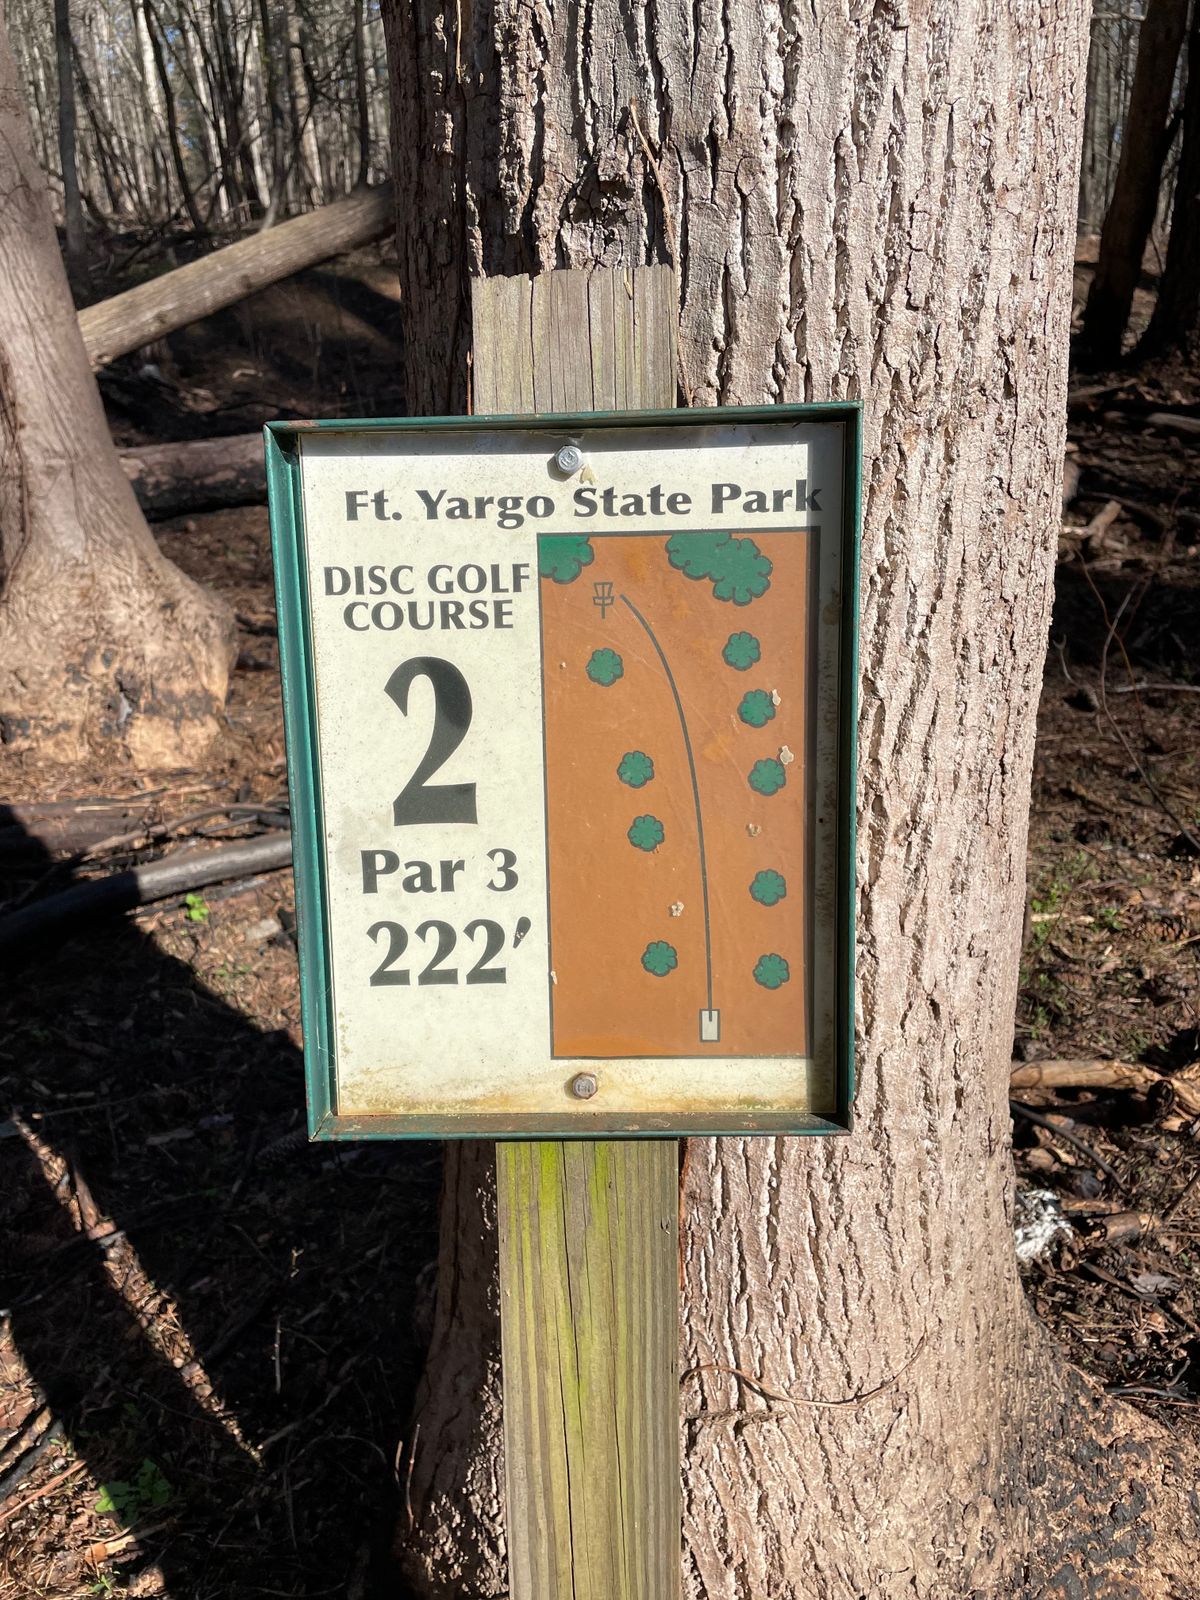 Ft. Yargo State Park
DISC GOLF
COURSE
2
Par 3
222'